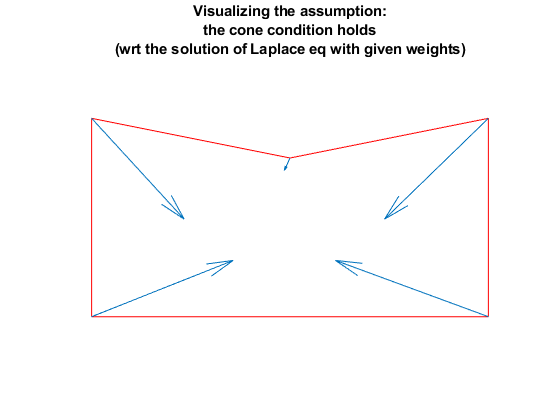 Visualizing the assumption:
the cone condition holds
(wrt the solution of Laplace eq with given weights)